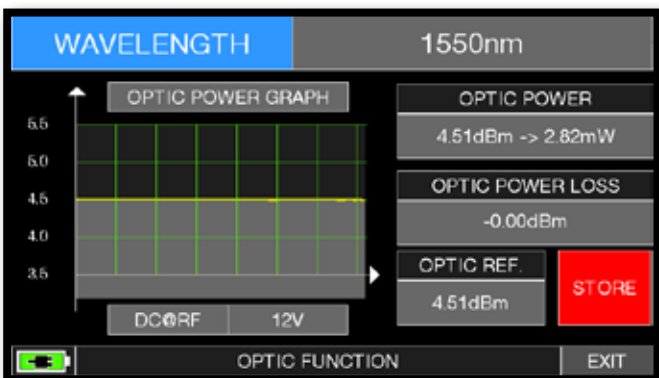 WAVELENGTH 1550nm
OPTIC POWER GRAPH
5.5
5.0
4.5
4.0
3.5
DC@RF 12V
OPTIC POWER
4.51dBm -> 2.82mW
OPTIC POWER LOSS
-0.00dBm
OPTIC REF.
4.51dBm
STORE
OPTIC FUNCTION
EXIT